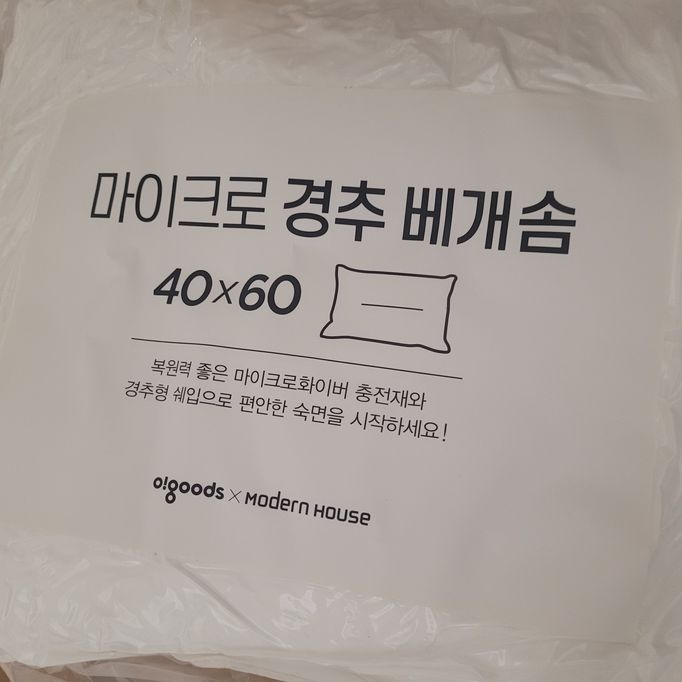 마이크로 경추 베개솜
40x60
복원력 좋은 마이크로화이버 충전재와
경추형 쉐입으로 편안한 숙면을 시작하세요!
o!goods x Modern House